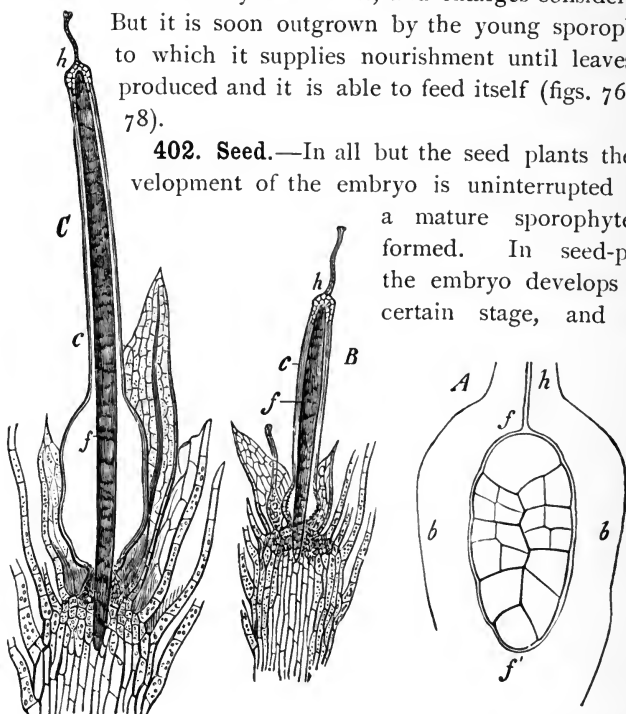 But it is soon outgrown by the young sporop
to which it supplies nourishment until leave
produced and it is able to feed itself (figs. 76
78).
402. Seed.—In all but the seed plants the
velopment of the embryo is uninterrupted
a mature sporophyte
formed. In seed-p
the embryo develops
certain stage, and
h
C
c
f
h
c
B
f
A
h
f
b
b
f'